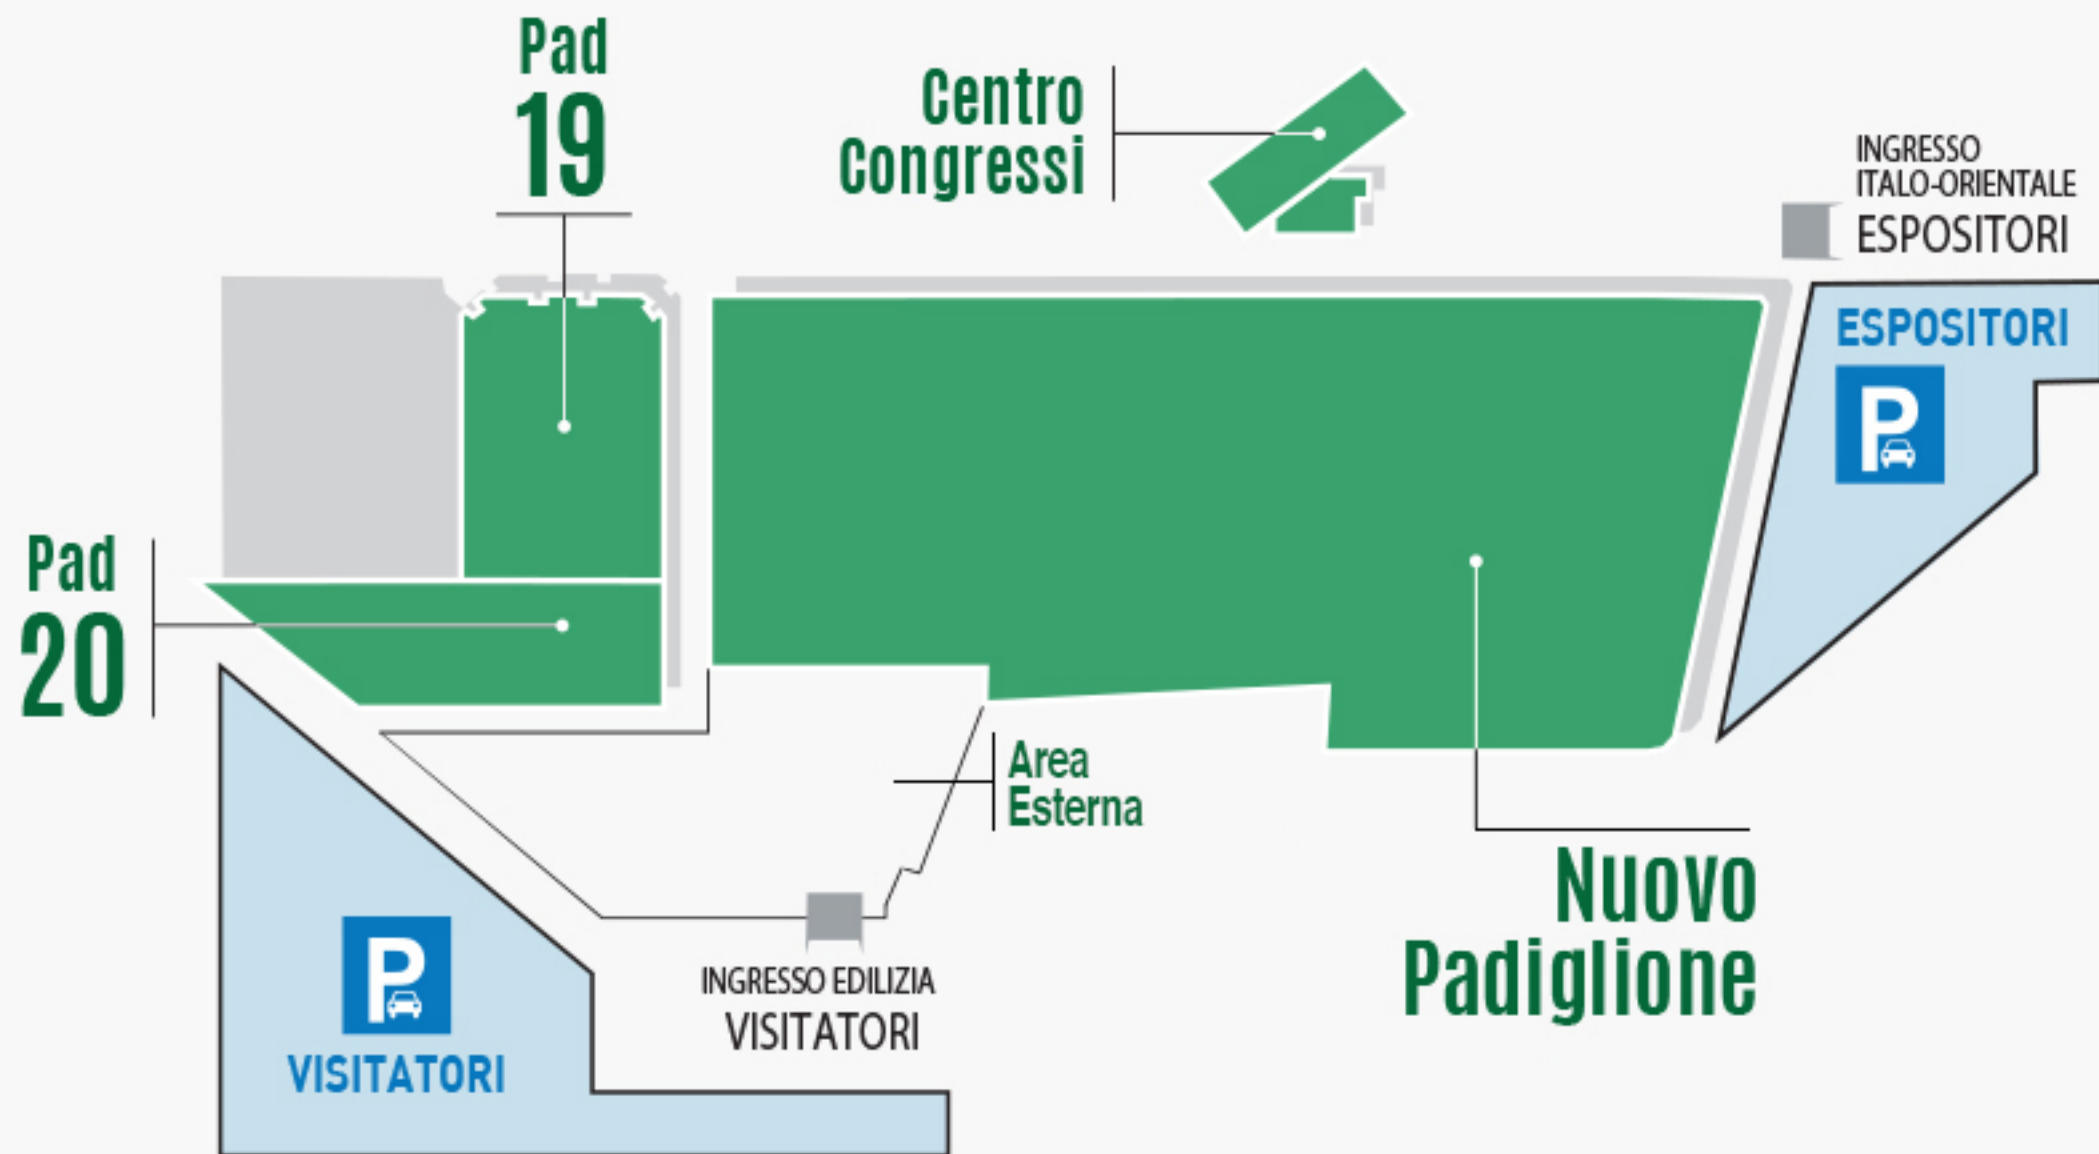 Pad
19
Centro
Congressi
INGRESSO
ITALO-ORIENTALE
ESPOSITORI
ESPOSITORI
P
Pad
20
Area
Esterna
Nuovo
Padiglione
P
VISITATORI
INGRESSO EDILIZIA
VISITATORI